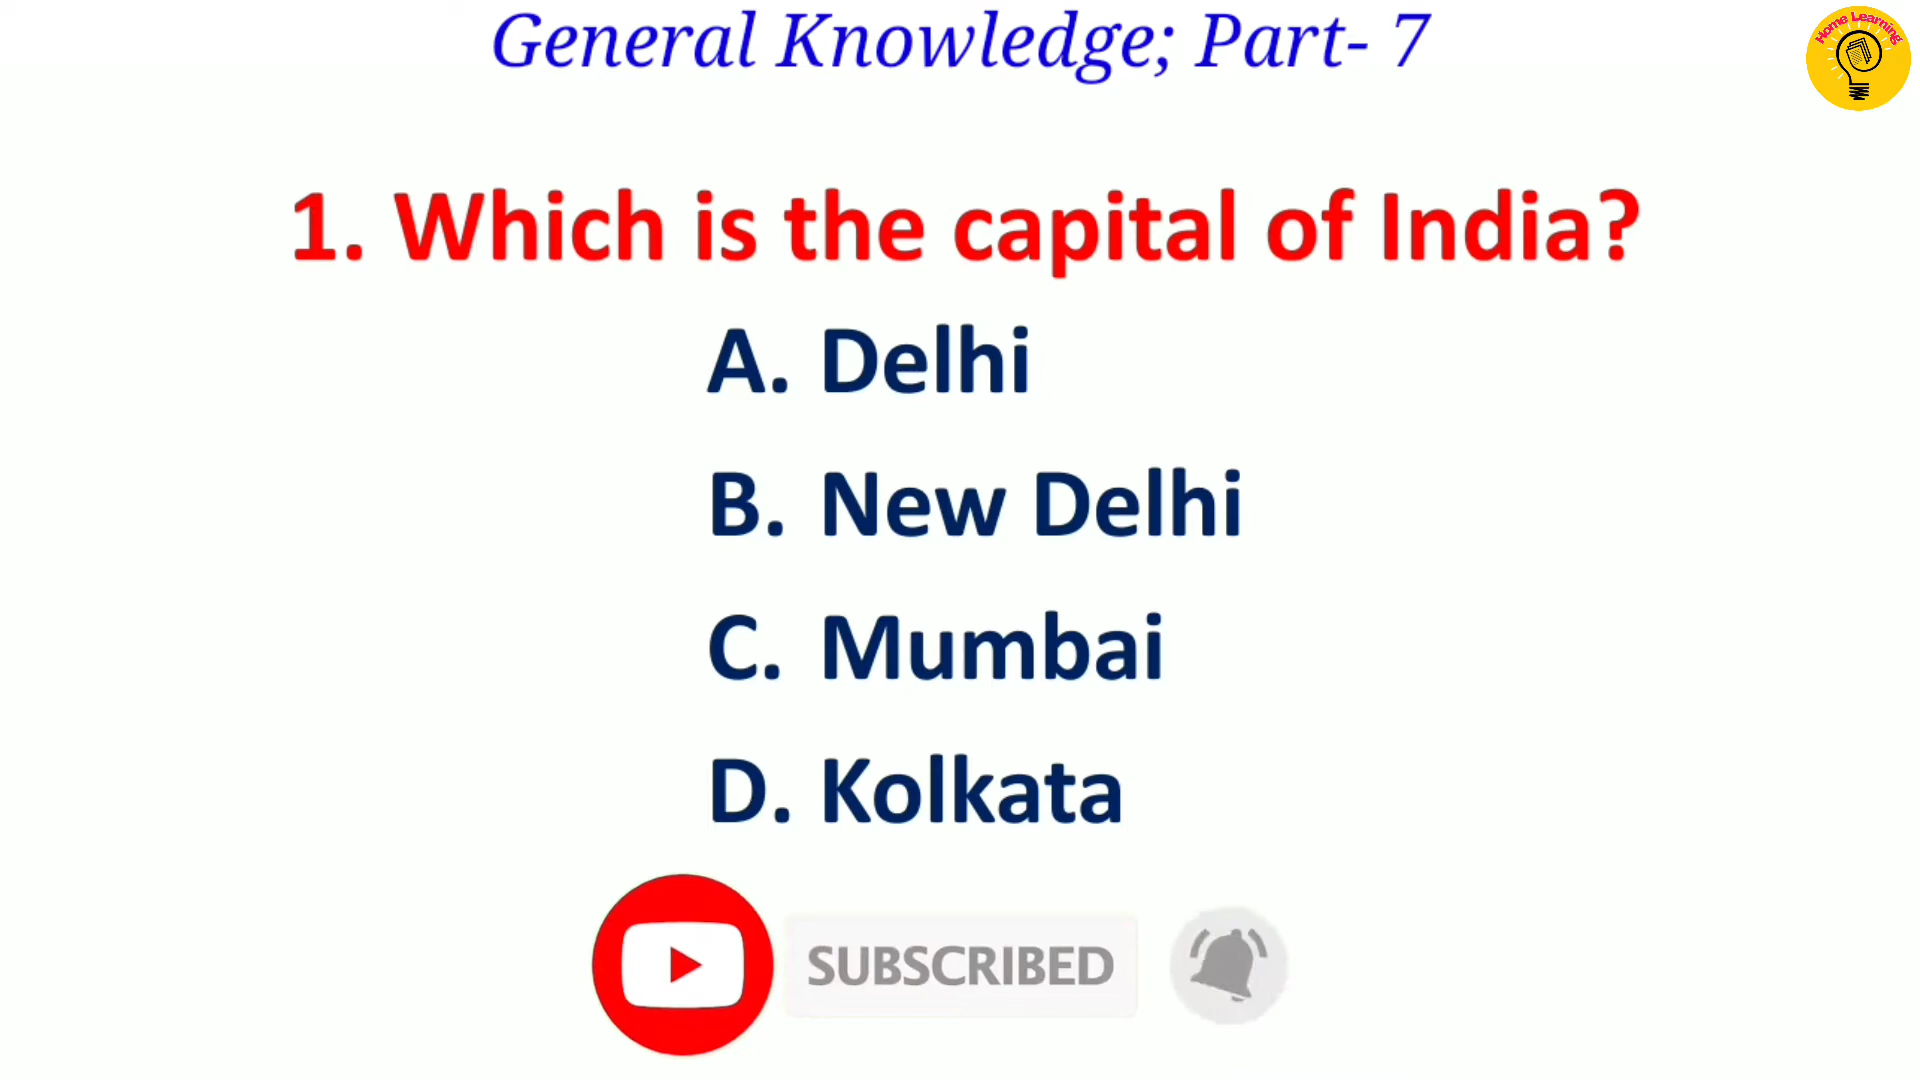 General Knowledge; Part- 7
Home Learning
1. Which is the capital of India?
A. Delhi
B. New Delhi
C. Mumbai
D. Kolkata
SUBSCRIBED